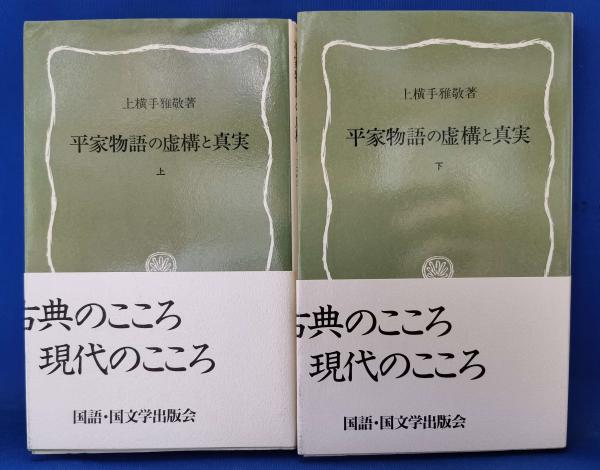 上横手雅敬著
平家物語の虚構と真実
上
古典のこころ
現代のこころ
国語・国文学出版会
上横手雅敬著
平家物語の虚構と真実
下
古典のこころ
現代のこころ
国語・国文学出版会